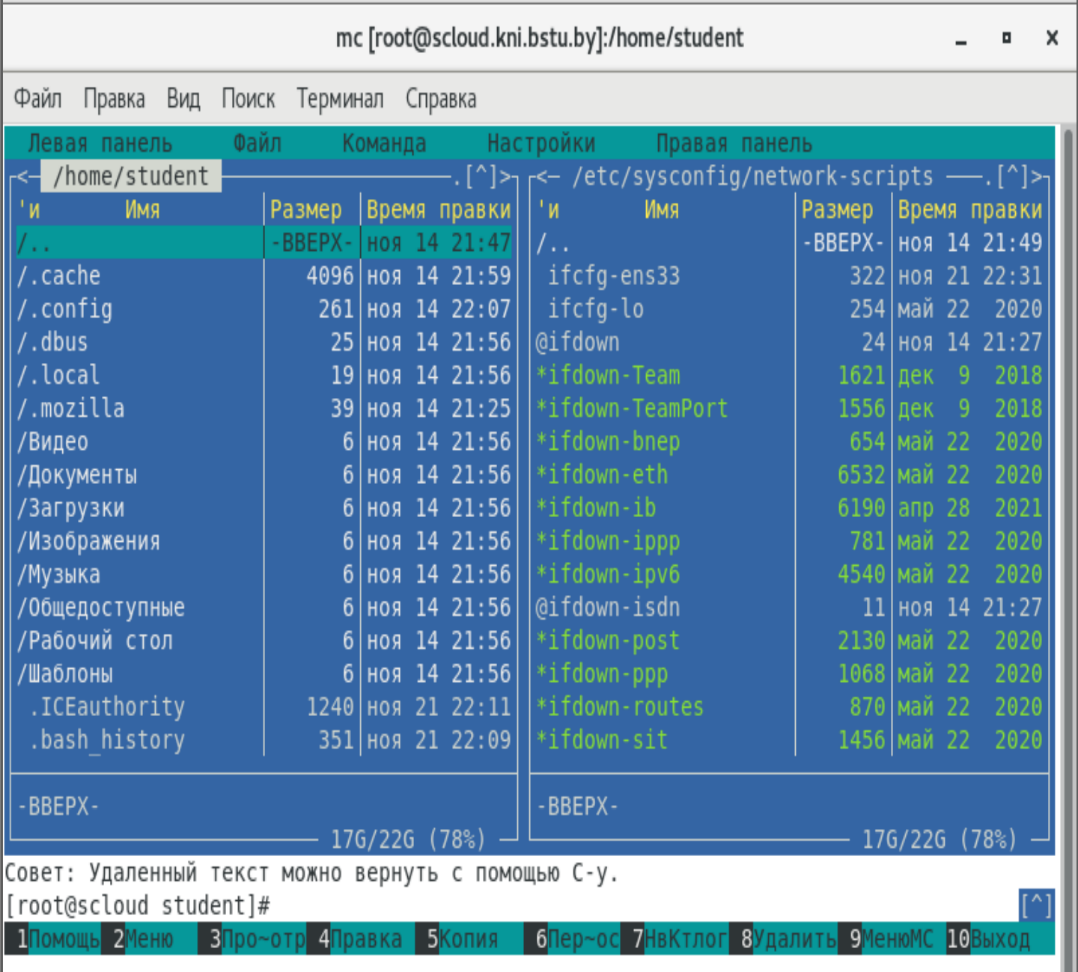 mc [root@scloud.kni.bstu.by]:/home/student
Файл Правка Вид Поиск Терминал Справка
Левая панель Файл Команда Настройки Правая панель
<— /home/student .[^]> <— /etc/sysconfig/network-scripts .[^]>
'и Имя Размер Время правки 'и Имя Размер Время правки
/.. -ВВЕРХ- ноя 14 21:47 /.. -ВВЕРХ- ноя 14 21:49
/.cache 4096 ноя 14 21:59 ifcfg-ens33 322 ноя 21 22:31
/.config 261 ноя 14 22:07 ifcfg-lo 254 май 22 2020
/.dbus 25 ноя 14 21:56 @ifdown 24 ноя 14 21:27
/.local 19 ноя 14 21:56 *ifdown-Team 1621 дек 9 2018
/.mozilla 39 ноя 14 21:25 *ifdown-TeamPort 1556 дек 9 2018
/Видео 6 ноя 14 21:56 *ifdown-bnep 654 май 22 2020
/Документы 6 ноя 14 21:56 *ifdown-eth 6532 май 22 2020
/Загрузки 6 ноя 14 21:56 *ifdown-ib 6190 апр 28 2021
/Изображения 6 ноя 14 21:56 *ifdown-ippp 781 май 22 2020
/Музыка 6 ноя 14 21:56 *ifdown-ipv6 4540 май 22 2020
/Общедоступные 6 ноя 14 21:56 @ifdown-isdn 11 ноя 14 21:27
/Рабочий стол 6 ноя 14 21:56 *ifdown-post 2130 май 22 2020
/Шаблоны 6 ноя 14 21:56 *ifdown-ppp 1068 май 22 2020
.ICEauthority 1240 ноя 21 22:11 *ifdown-routes 870 май 22 2020
.bash_history 351 ноя 21 22:09 *ifdown-sit 1456 май 22 2020
-ВВЕРХ- -ВВЕРХ-
17G/22G (78%) 17G/22G (78%)
Совет: Удаленный текст можно вернуть с помощью C-y.
[root@scloud student]# [^]
1Помощь 2Меню 3Про~отр 4Правка 5Копия 6Пер~ос 7НвКтлог 8Удалить 9МенюМС 10Выход